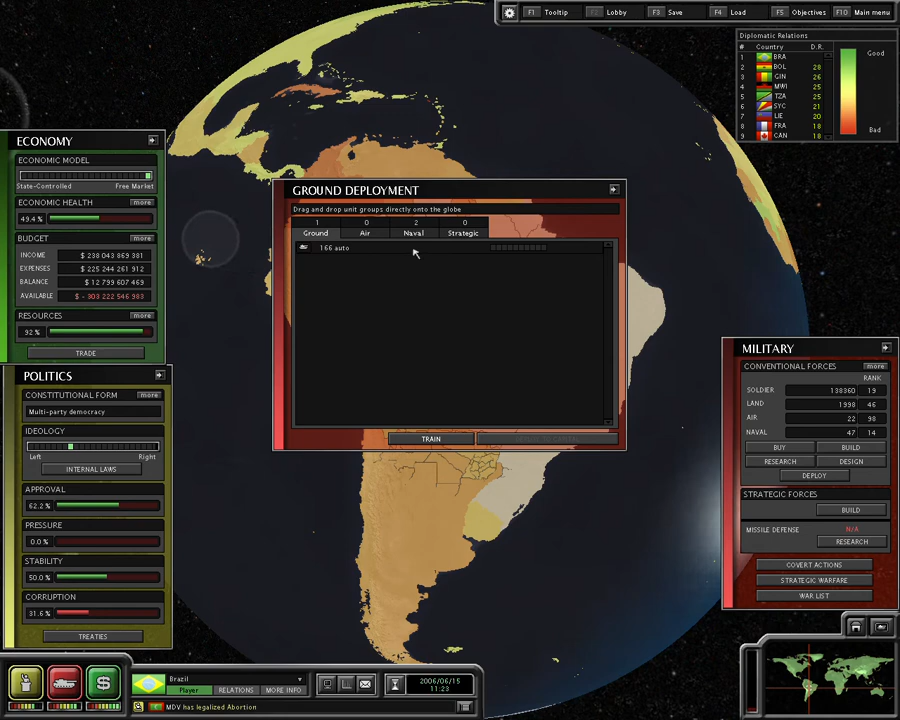 F1 Tooltip F2 Lobby F3 Save F4 Load F5 Objectives F10 Main menu
Diplomatic Relations
# Country D.R.
1 BRA
2 BOL 28
3 GIN 26
4 MWI 25
5 TZA 25
6 SYC 21
7 LIE 20
8 FRA 18
9 CAN 18
Good
Bad
ECONOMY
ECONOMIC MODEL
State-Controlled Free Market
ECONOMIC HEALTH more
49.4 %
BUDGET more
INCOME $ 238 043 869 381
EXPENSES $ 225 244 261 912
BALANCE $ 12 799 607 469
AVAILABLE $ - 303 222 546 983
RESOURCES more
92 %
TRADE
POLITICS
CONSTITUTIONAL FORM more
Multi-party democracy
IDEOLOGY
Left Right
INTERNAL LAWS
APPROVAL
62.2 %
PRESSURE
0.0 %
STABILITY
50.0 %
CORRUPTION
31.6 %
TREATIES
GROUND DEPLOYMENT
Drag and drop unit groups directly onto the globe
1 0 2 0
Ground Air Naval Strategic
166 auto
TRAIN
MILITARY
CONVENTIONAL FORCES more
RANK
SOLDIER 138360 19
LAND 1998 46
AIR 22 98
NAVAL 47 14
BUY BUILD
RESEARCH DESIGN
DEPLOY
STRATEGIC FORCES
BUILD
MISSILE DEFENSE N/A
RESEARCH
COVERT ACTIONS
STRATEGIC WARFARE
WAR LIST
Brazil
Player RELATIONS MORE INFO
2006/06/15
11:23
MDV has legalized Abortion